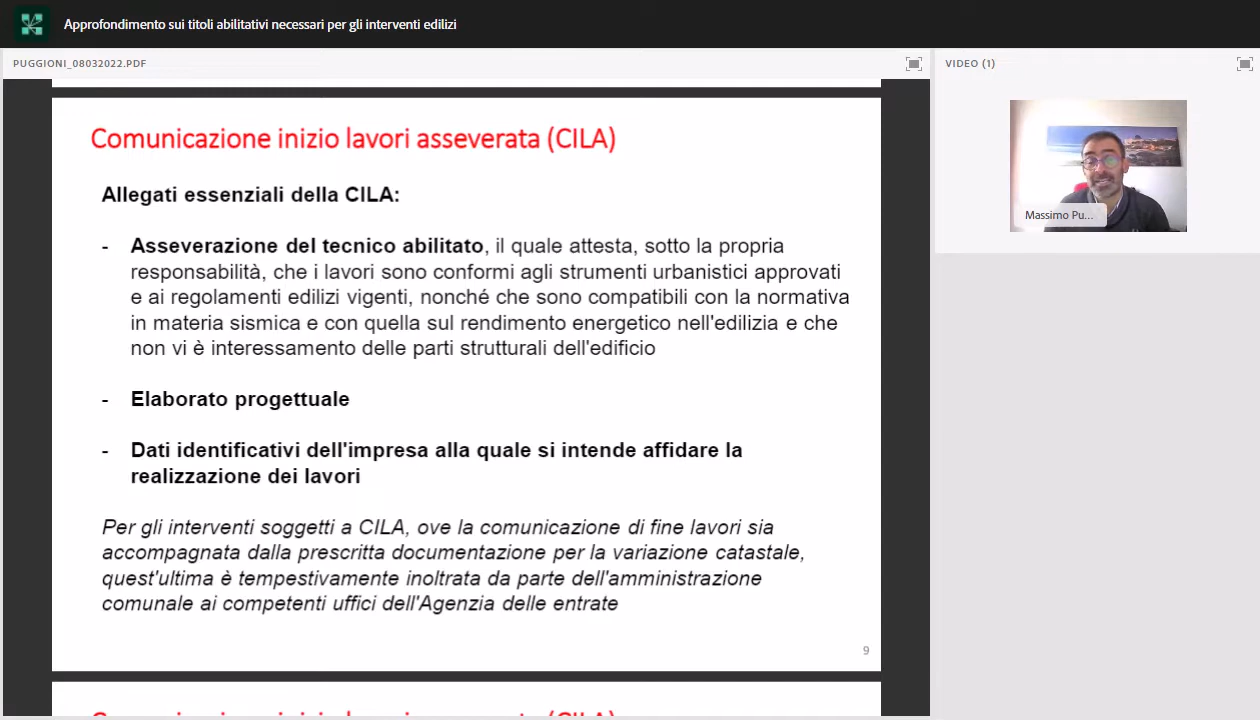 Approfondimento sui titoli abilitativi necessari per gli interventi edilizi
PUGGIONI_08032022.PDF
VIDEO (1)
Comunicazione inizio lavori asseverata (CILA)
Allegati essenziali della CILA:
- Asseverazione del tecnico abilitato, il quale attesta, sotto la propria
responsabilità, che i lavori sono conformi agli strumenti urbanistici approvati
e ai regolamenti edilizi vigenti, nonché che sono compatibili con la normativa
in materia sismica e con quella sul rendimento energetico nell'edilizia e che
non vi è interessamento delle parti strutturali dell'edificio
- Elaborato progettuale
- Dati identificativi dell'impresa alla quale si intende affidare la
realizzazione dei lavori
Per gli interventi soggetti a CILA, ove la comunicazione di fine lavori sia
accompagnata dalla prescritta documentazione per la variazione catastale,
quest'ultima è tempestivamente inoltrata da parte dell'amministrazione
comunale ai competenti uffici dell'Agenzia delle entrate
9
Comunicazione inizio lavori asseverata (CILA)
Massimo Pu...